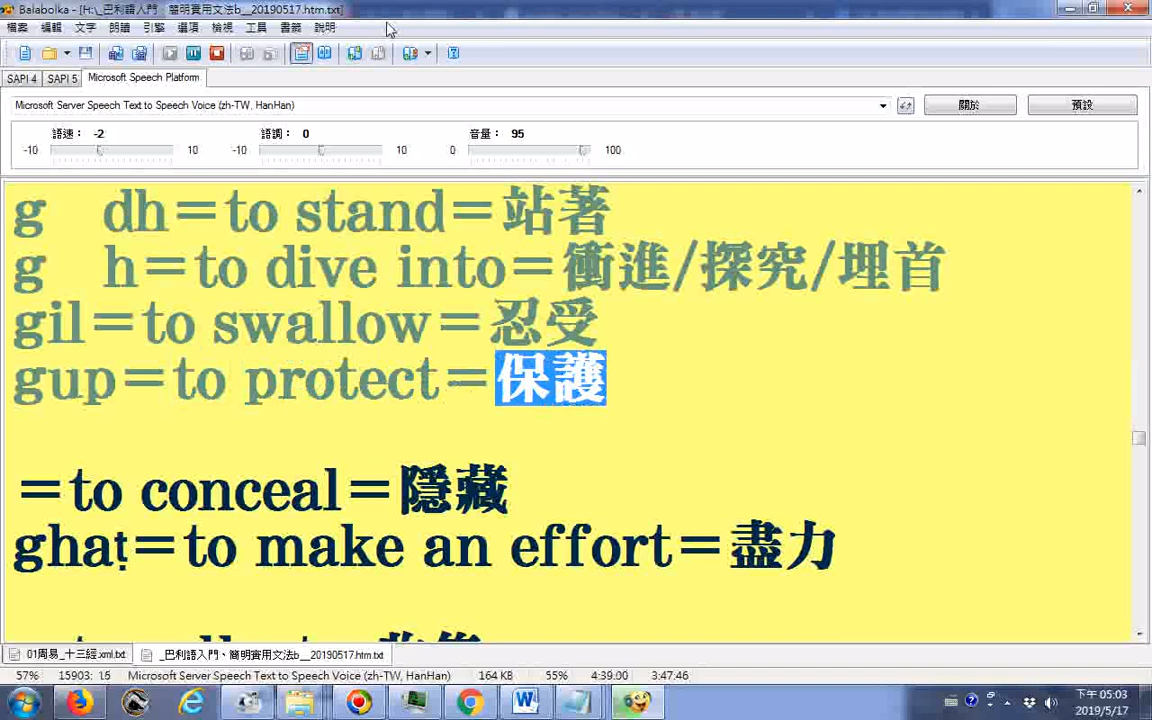 Balabolka - [H:\_巴利語入門、簡明實用文法b__20190517.htm.txt]
檔案 編輯 文字 朗讀 引擎 選項 檢視 工具 書籤 說明
SAPI 4 SAPI 5 Microsoft Speech Platform
Microsoft Server Speech Text to Speech Voice (zh-TW, HanHan) 關於 預設
語速： -2 語調： 0 音量： 95
-10 10 -10 10 0 100
g dh＝to stand＝站著
g h＝to dive into＝衝進/探究/埋首
gil＝to swallow＝忍受
gup＝to protect＝保護
＝to conceal＝隱藏
ghaṭ＝to make an effort＝盡力
01周易_十三經.xml.txt _巴利語入門、簡明實用文法b__20190517.htm.txt
57% 15903: 15 Microsoft Server Speech Text to Speech Voice (zh-TW, HanHan) 164 KB 55% 4:39.00 3:47:46
下午 05:03
2019/5/17